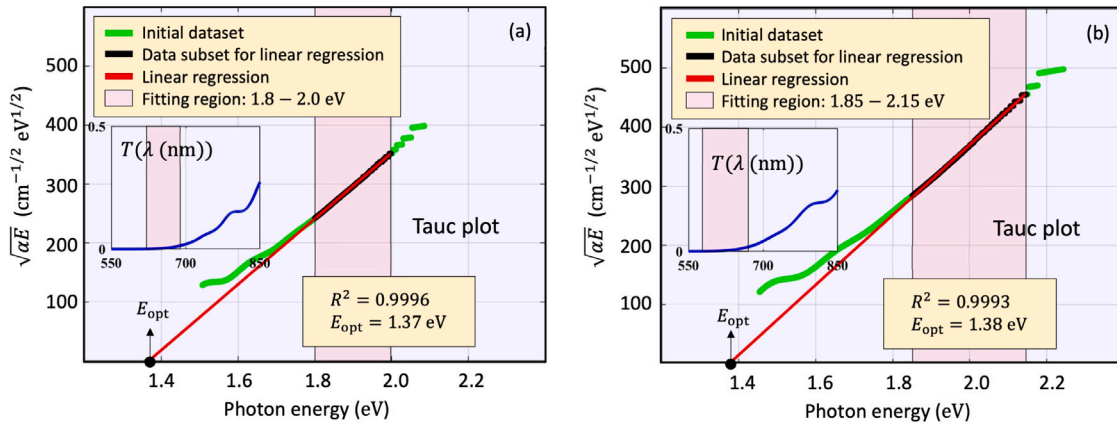 (a)
Initial dataset
Data subset for linear regression
Linear regression
Fitting region: 1.8 − 2.0 eV
600
500
400
300
200
100
√αE (cm⁻¹/² eV¹/²)
0.5
T(λ (nm))
0
550 700 850
Tauc plot
R² = 0.9996
E_opt = 1.37 eV
E_opt
1.4 1.6 1.8 2.0 2.2
Photon energy (eV)
(b)
Initial dataset
Data subset for linear regression
Linear regression
Fitting region: 1.85 − 2.15 eV
500
400
300
200
100
√αE (cm⁻¹/² eV¹/²)
0.5
T(λ (nm))
0
550 700 850
Tauc plot
R² = 0.9993
E_opt = 1.38 eV
E_opt
1.4 1.6 1.8 2.0 2.2
Photon energy (eV)